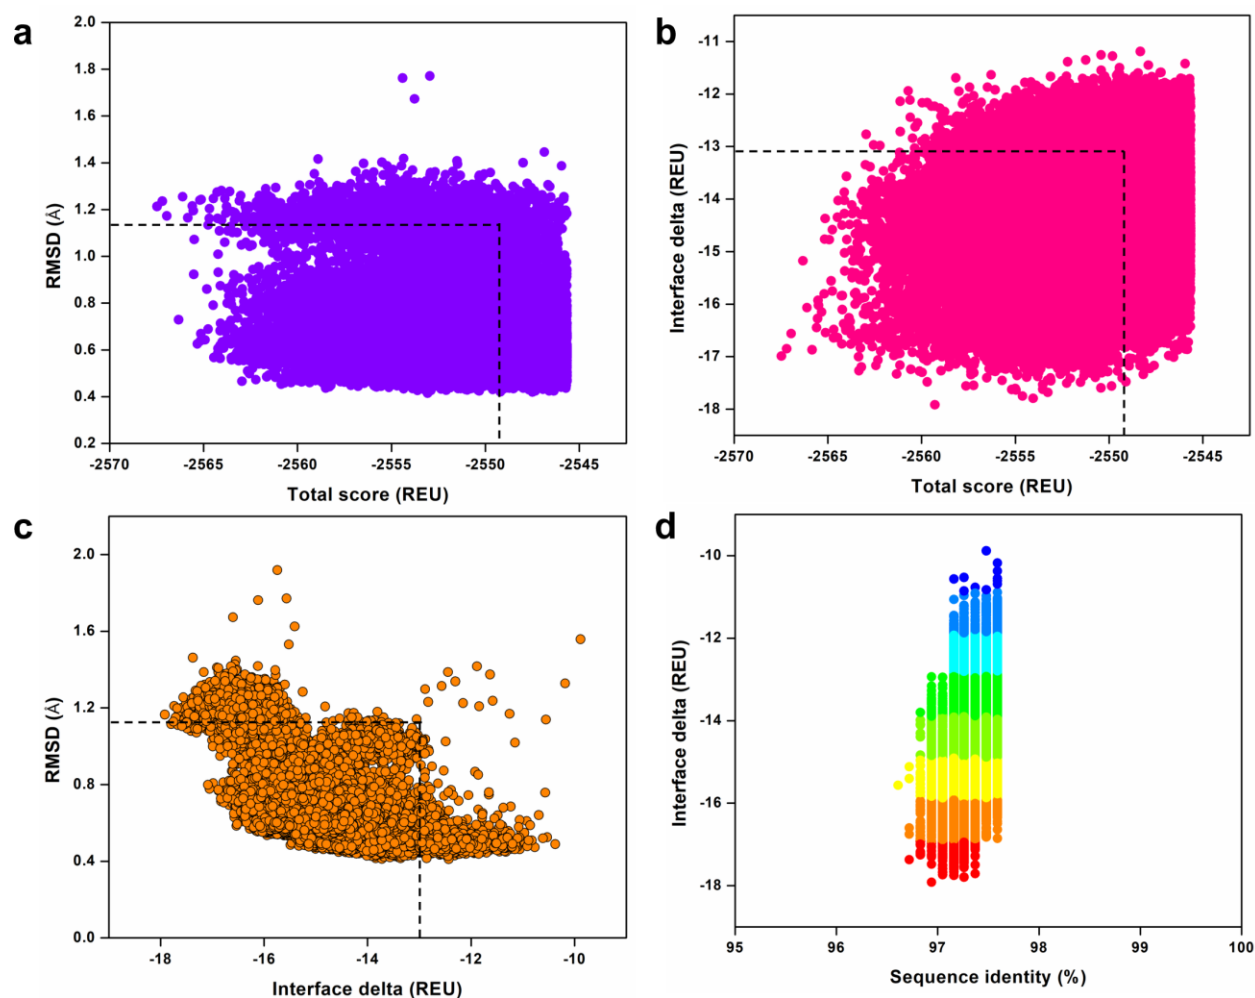 a
2.0
1.8
1.6
1.4
1.2
1.0
0.8
0.6
0.4
0.2
RMSD (Å)
-2570 -2565 -2560 -2555 -2550 -2545
Total score (REU)
b
-11
-12
-13
-14
-15
-16
-17
-18
Interface delta (REU)
-2570 -2565 -2560 -2555 -2550 -2545
Total score (REU)
c
2.0
1.6
1.2
0.8
0.4
0.0
RMSD (Å)
-18 -16 -14 -12 -10
Interface delta (REU)
d
-10
-12
-14
-16
-18
Interface delta (REU)
95 96 97 98 99 100
Sequence identity (%)